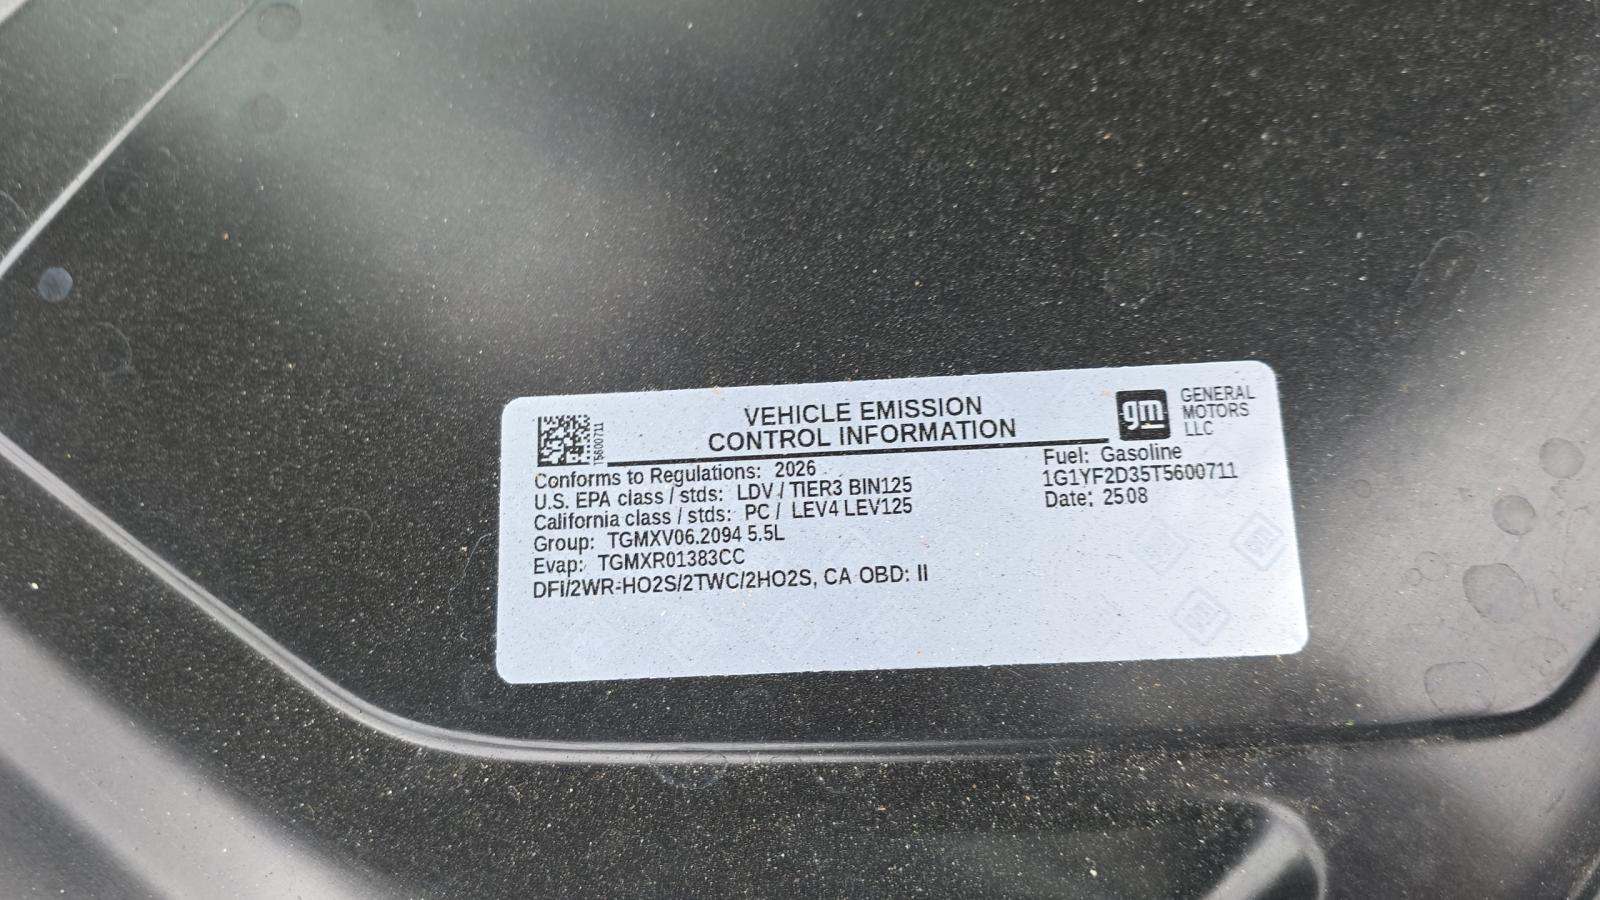 T5600711
VEHICLE EMISSION
CONTROL INFORMATION
gm
GENERAL
MOTORS
LLC
Conforms to Regulations: 2026
U.S. EPA class / stds: LDV / TIER3 BIN125
California class / stds: PC / LEV4 LEV125
Group: TGMXV06.2094 5.5L
Evap: TGMXR01383CC
DFI/2WR-HO2S/2TWC/2HO2S, CA OBD: II
Fuel: Gasoline
1G1YF2D35T5600711
Date: 2508